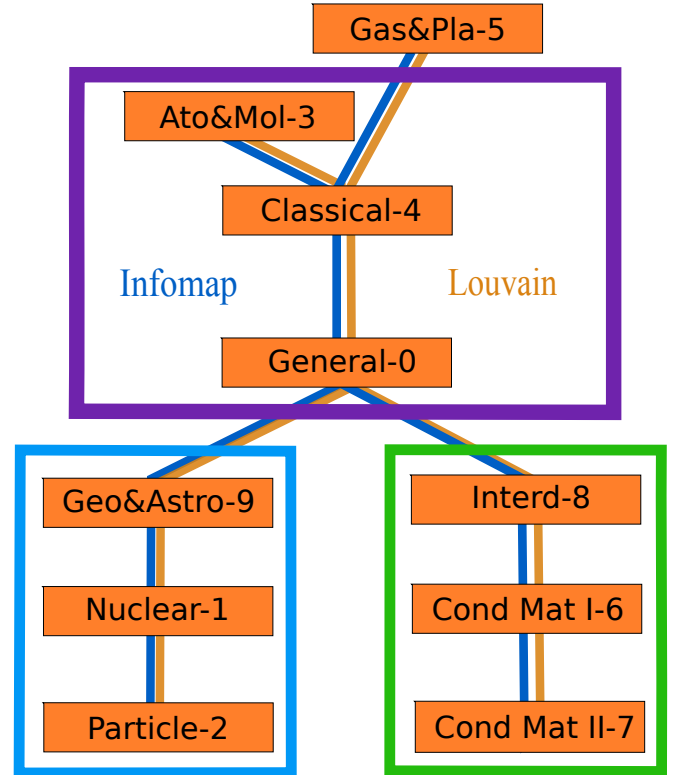 Gas&Pla-5
Ato&Mol-3
Classical-4
Infomap
Louvain
General-0
Geo&Astro-9
Interd-8
Nuclear-1
Cond Mat I-6
Particle-2
Cond Mat II-7